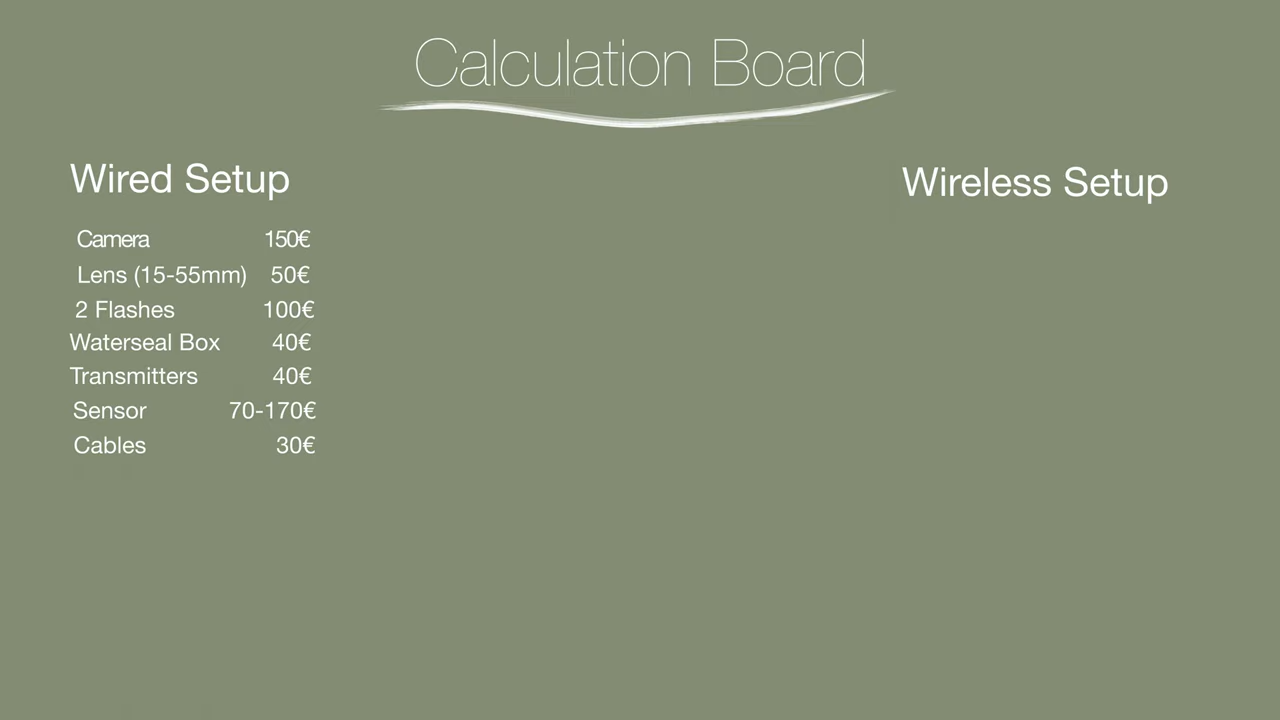 Calculation Board
Wired Setup
Camera 150€
Lens (15-55mm) 50€
2 Flashes 100€
Waterseal Box 40€
Transmitters 40€
Sensor 70-170€
Cables 30€
Wireless Setup